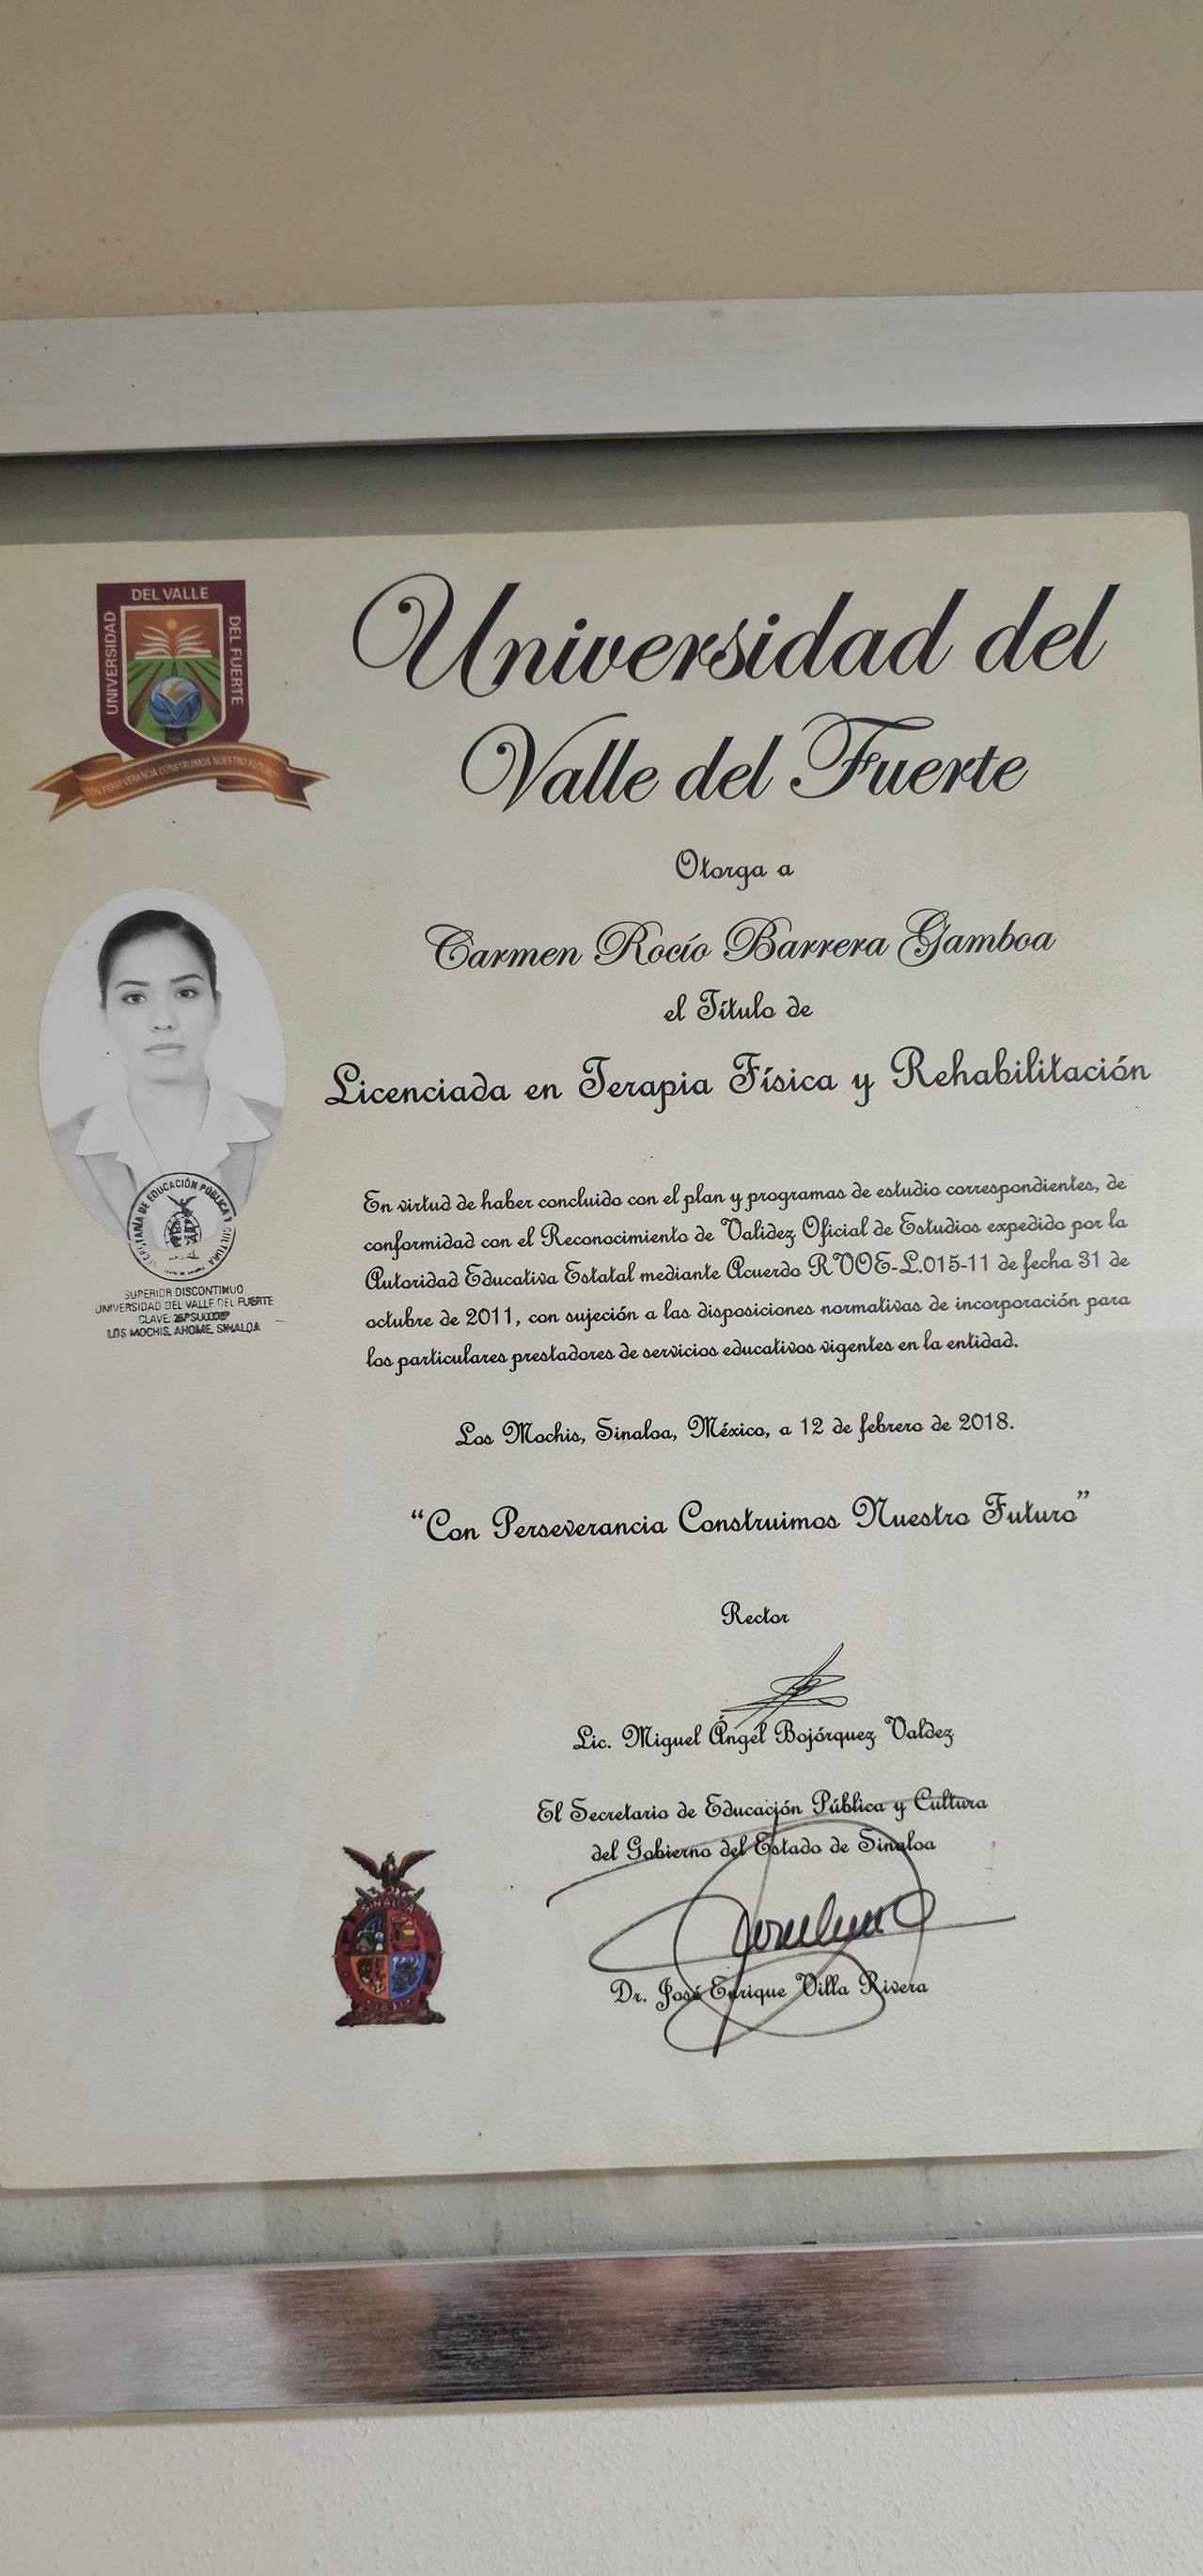 UNIVERSIDAD DEL VALLE DEL FUERTE
"CON PERSEVERANCIA CONSTRUIMOS NUESTRO FUTURO"
Universidad del
Valle del Fuerte
Otorga a
Carmen Rocío Barrera Gamboa
el Título de
Licenciada en Terapia Física y Rehabilitación
SECRETARÍA DE EDUCACIÓN PÚBLICA Y CULTURA
SUPERIOR DISCONTINUO
UNIVERSIDAD DEL VALLE DEL FUERTE
CLAVE:
LOS MOCHIS, AHOME, SINALOA
En virtud de haber concluido con el plan y programas de estudio correspondientes, de
conformidad con el Reconocimiento de Validez Oficial de Estudios expedido por la
Autoridad Educativa Estatal mediante Acuerdo RVOE-L.015-11 de fecha 31 de
octubre de 2011, con sujeción a las disposiciones normativas de incorporación para
los particulares prestadores de servicios educativos vigentes en la entidad.
Los Mochis, Sinaloa, México, a 12 de febrero de 2018.
"Con Perseverancia Construimos Nuestro Futuro"
Rector
Lic. Miguel Ángel Bojórquez Valdez
El Secretario de Educación Pública y Cultura
del Gobierno del Estado de Sinaloa
Dr. José Enrique Villa Rivera
SINALOA